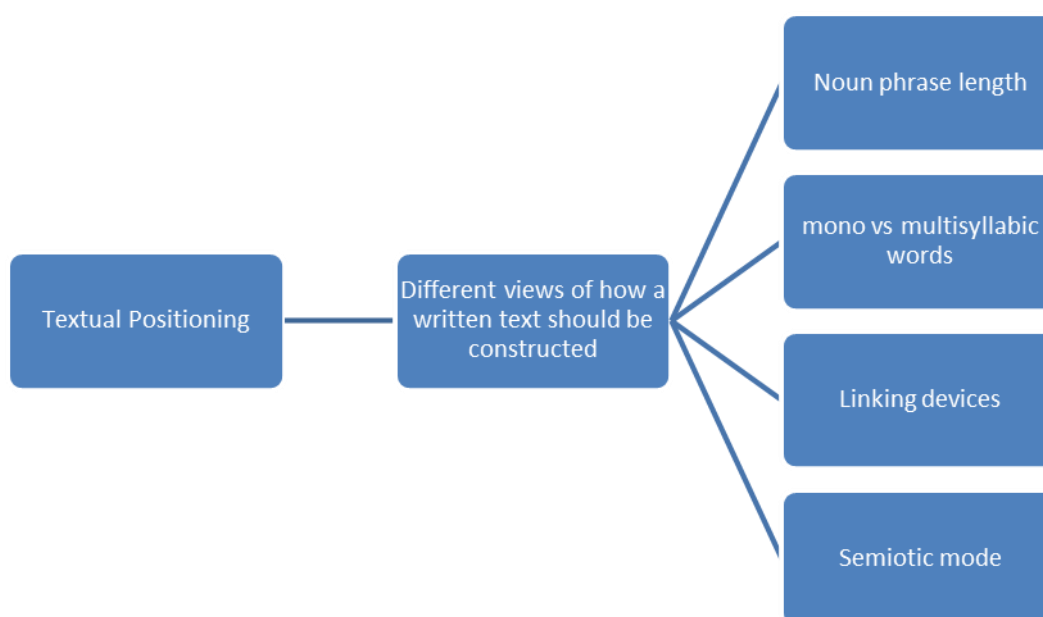 Textual Positioning
Different views of how a
written text should be
constructed
Noun phrase length
mono vs multisyllabic
words
Linking devices
Semiotic mode